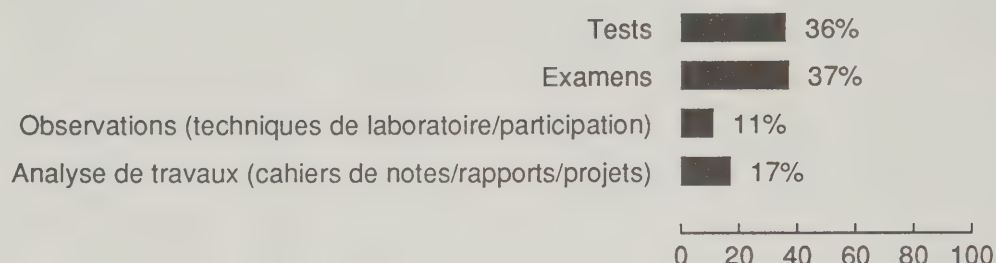 Tests 36%
Examens 37%
Observations (techniques de laboratoire/participation) 11%
Analyse de travaux (cahiers de notes/rapports/projets) 17%
0 20 40 60 80 100